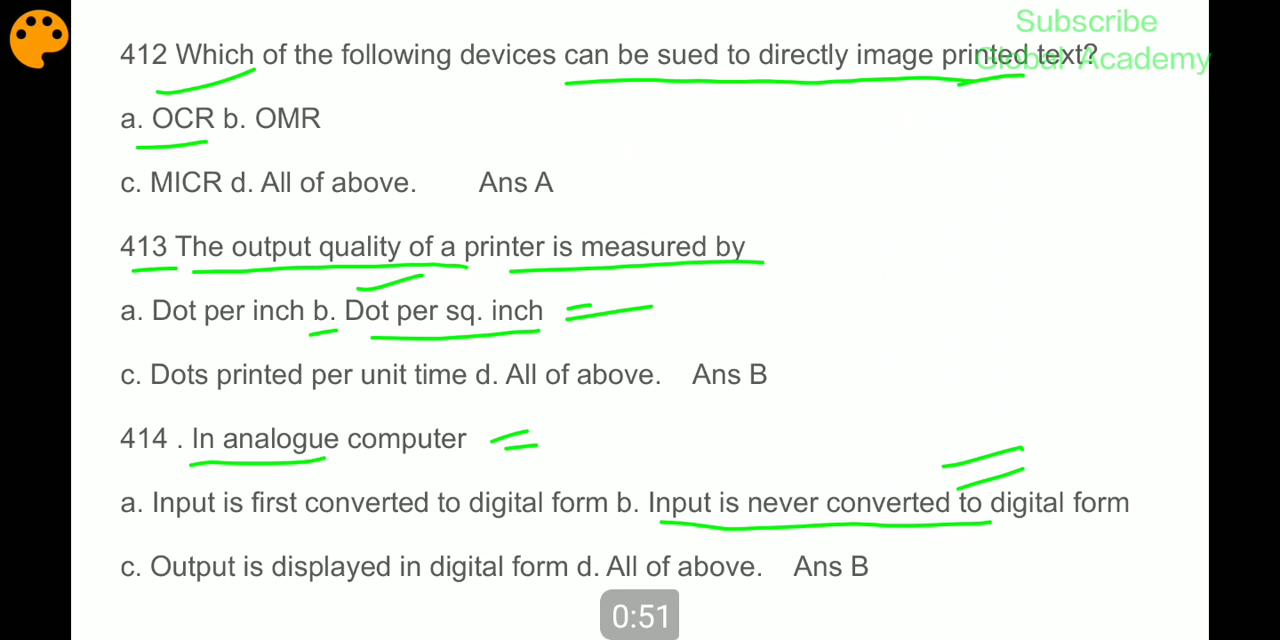 Subscribe
Global Academy
412 Which of the following devices can be sued to directly image printed text?
a. OCR b. OMR
c. MICR d. All of above. Ans A
413 The output quality of a printer is measured by
a. Dot per inch b. Dot per sq. inch
c. Dots printed per unit time d. All of above. Ans B
414 . In analogue computer
a. Input is first converted to digital form b. Input is never converted to digital form
c. Output is displayed in digital form d. All of above. Ans B
0:51